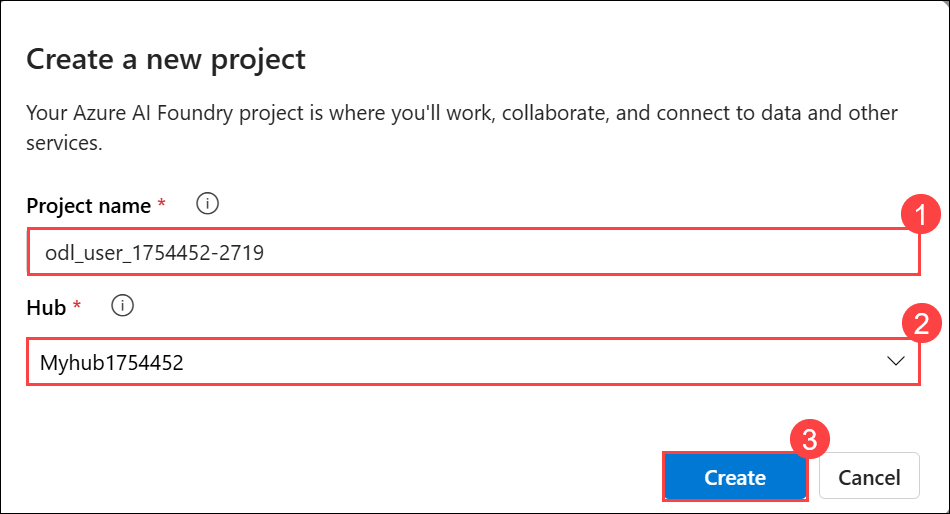 Create a new project
Your Azure AI Foundry project is where you'll work, collaborate, and connect to data and other
services.
Project name *
1
odl_user_1754452-2719
Hub *
2
Myhub1754452
3
Create Cancel